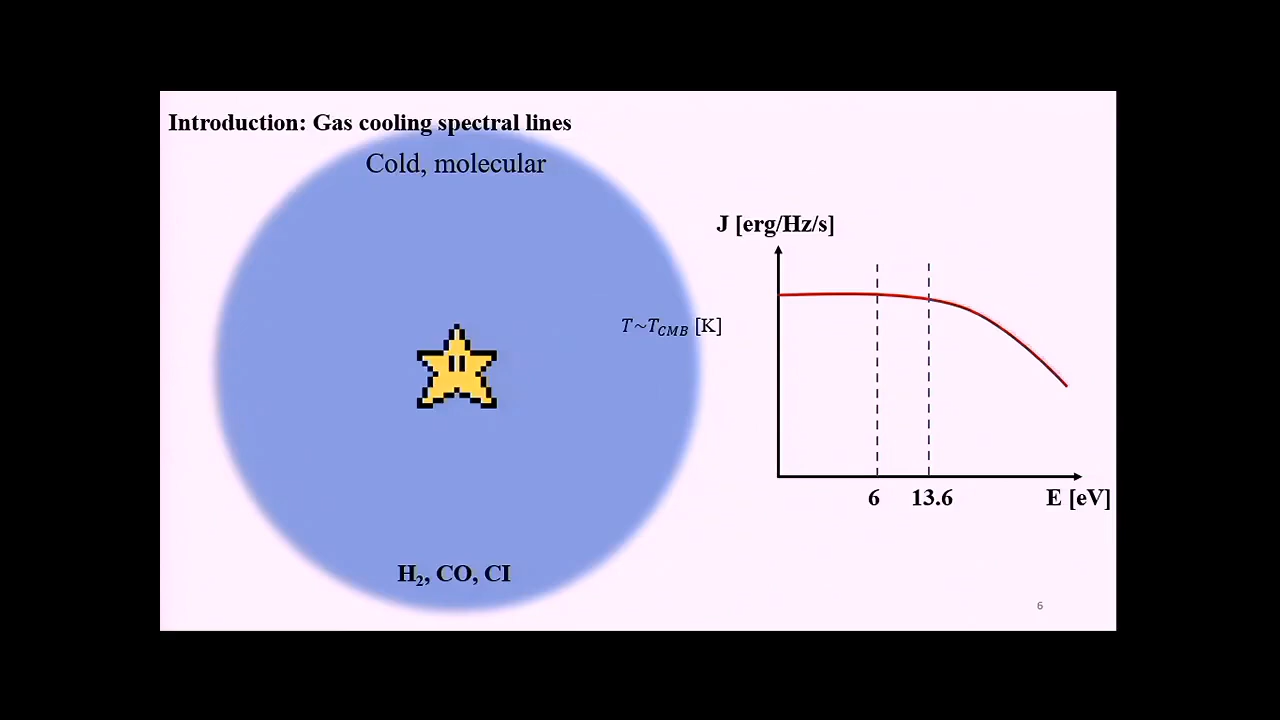 Introduction: Gas cooling spectral lines
Cold, molecular
J [erg/Hz/s]
T~T_CMB [K]
6 13.6 E [eV]
H₂, CO, CI
6